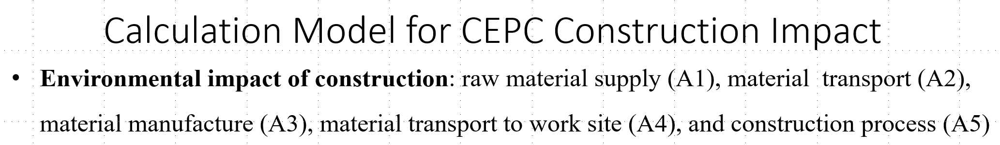 Calculation Model for CEPC Construction Impact
• Environmental impact of construction: raw material supply (A1), material  transport (A2),
material manufacture (A3), material transport to work site (A4), and construction process (A5)